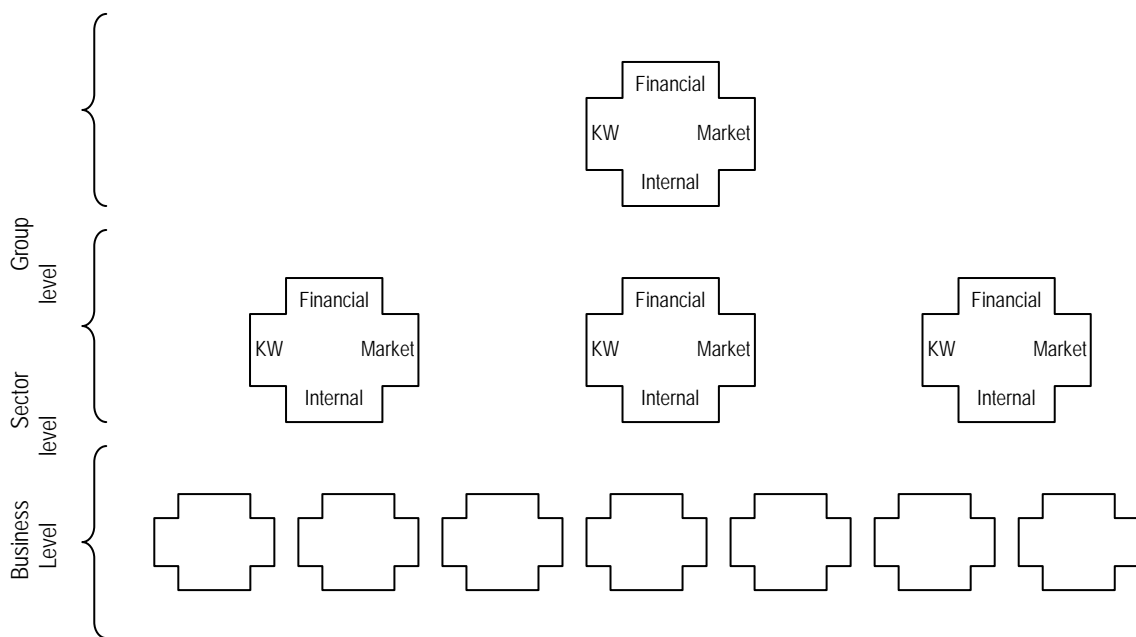 Financial
KW Market
Internal
Group
level
Financial Financial Financial
KW Market KW Market KW Market
Internal Internal Internal
Sector
level
Business
Level